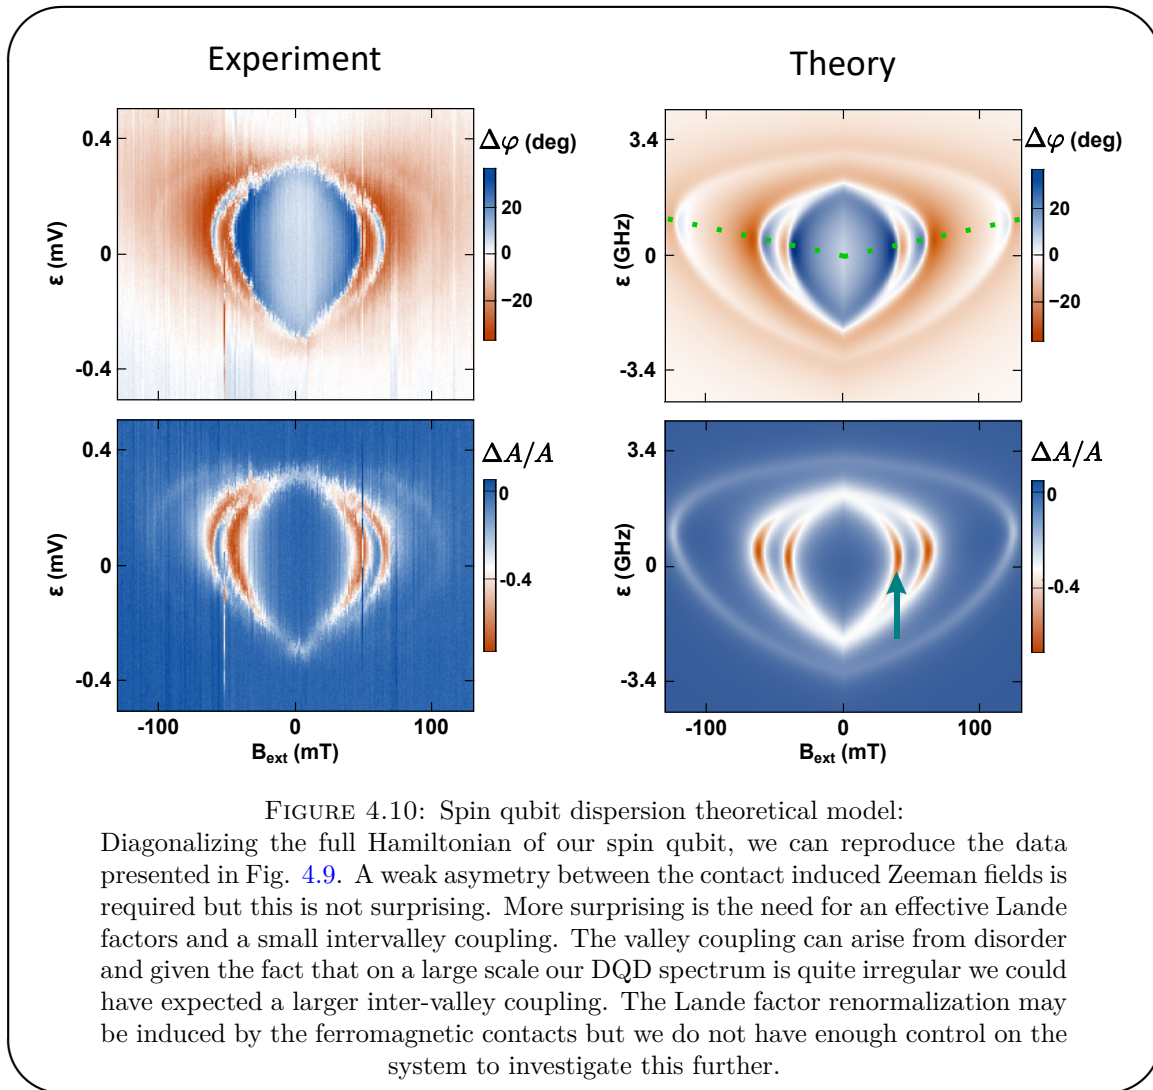 Experiment
Theory
Δφ (deg)
Δφ (deg)
0.4
0
-0.4
ε (mV)
20
0
−20
3.4
0
-3.4
ε (GHz)
20
0
−20
ΔA/A
ΔA/A
0.4
0
-0.4
ε (mV)
0
-0.4
3.4
0
-3.4
ε (GHz)
0
-0.4
-100
0
100
-100
0
100
B_ext (mT)
B_ext (mT)
FIGURE 4.10: Spin qubit dispersion theoretical model:
Diagonalizing the full Hamiltonian of our spin qubit, we can reproduce the data
presented in Fig. 4.9. A weak asymetry between the contact induced Zeeman fields is
required but this is not surprising. More surprising is the need for an effective Lande
factors and a small intervalley coupling. The valley coupling can arise from disorder
and given the fact that on a large scale our DQD spectrum is quite irregular we could
have expected a larger inter-valley coupling. The Lande factor renormalization may
be induced by the ferromagnetic contacts but we do not have enough control on the
system to investigate this further.